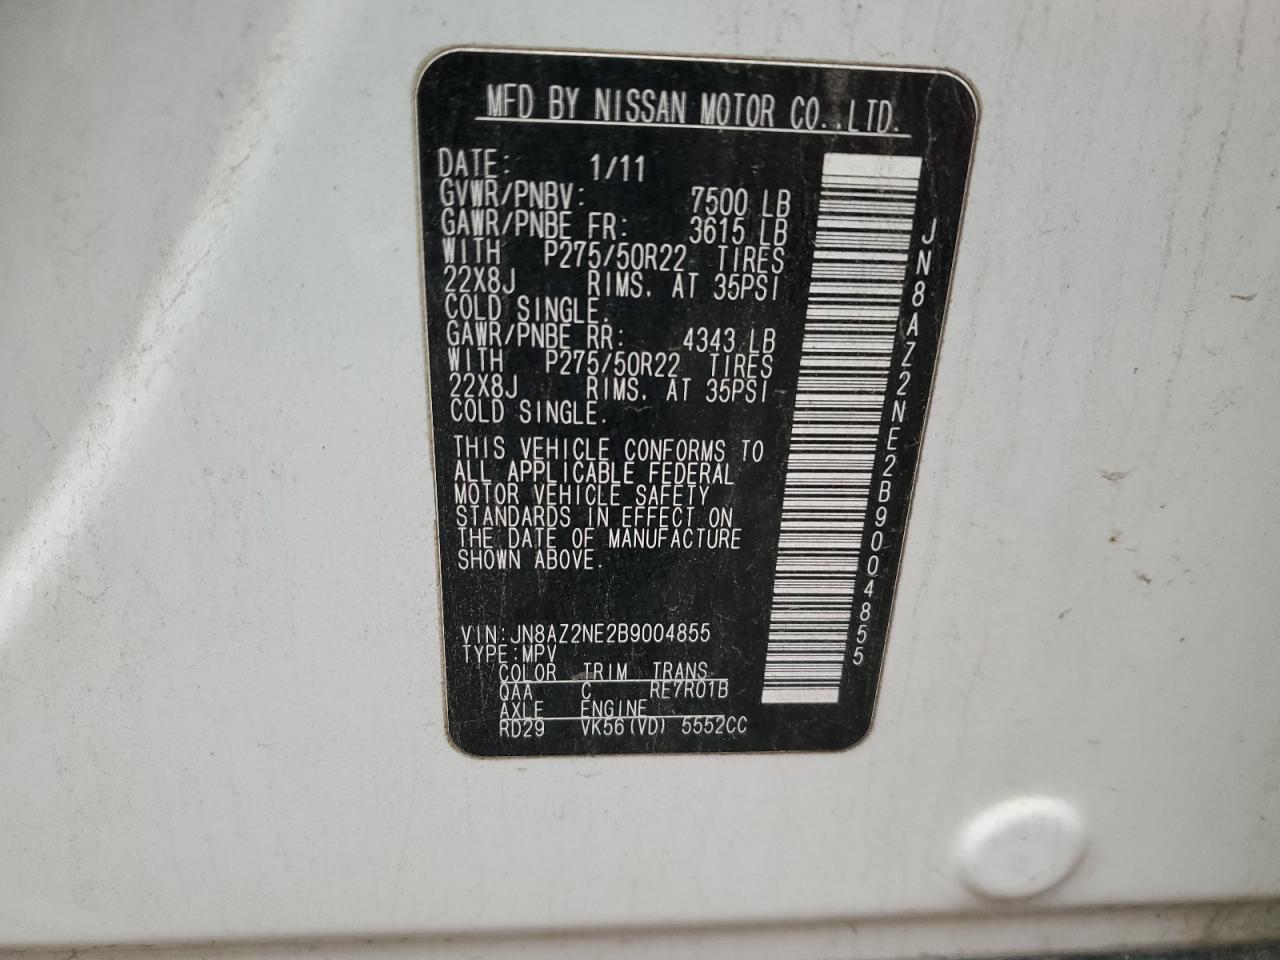 MFD BY NISSAN MOTOR CO.,LTD.
DATE: 1/11
GVWR/PNBV: 7500 LB
GAWR/PNBE FR: 3615 LB
WITH P275/50R22 TIRES
22X8J RIMS. AT 35PSI
COLD SINGLE.
GAWR/PNBE RR: 4343 LB
WITH P275/50R22 TIRES
22X8J RIMS. AT 35PSI
COLD SINGLE.
THIS VEHICLE CONFORMS TO
ALL APPLICABLE FEDERAL
MOTOR VEHICLE SAFETY
STANDARDS IN EFFECT ON
THE DATE OF MANUFACTURE
SHOWN ABOVE.
VIN:JN8AZ2NE2B9004855
TYPE:MPV
COLOR TRIM TRANS
QAA C RE7R01B
AXLE ENGINE
RD29 VK56(VD) 5552CC
JN8AZ2NE2B9004855